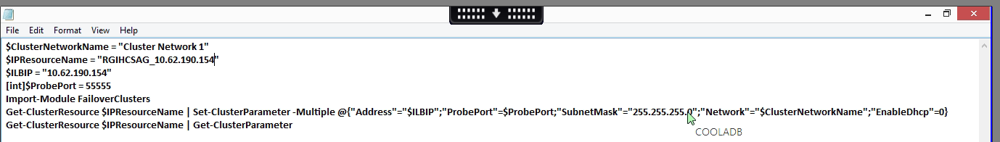 File Edit Format View Help
$ClusterNetworkName = "Cluster Network 1"
$IPResourceName = "RGIHCSAG_10.62.190.154"
$ILBIP = "10.62.190.154"
[int]$ProbePort = 55555
Import-Module FailoverClusters
Get-ClusterResource $IPResourceName | Set-ClusterParameter -Multiple @{"Address"="$ILBIP";"ProbePort"=$ProbePort;"SubnetMask"="255.255.255.0";"Network"="$ClusterNetworkName";"EnableDhcp"=0}
Get-ClusterResource $IPResourceName | Get-ClusterParameter
COOLADB